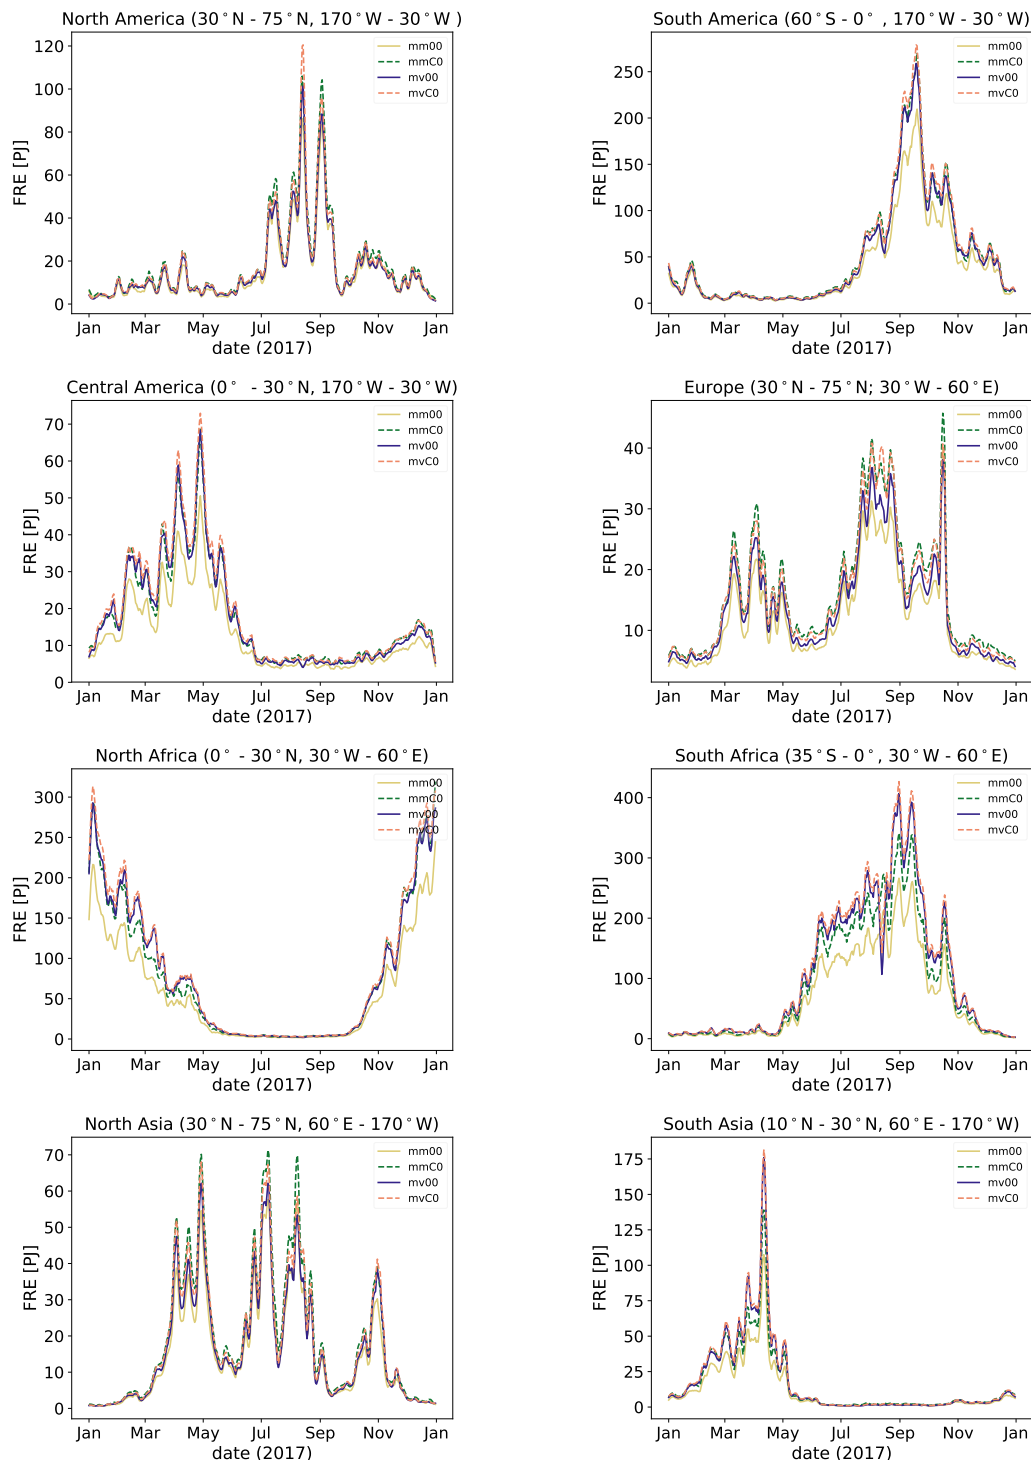 North America (30°N - 75°N, 170°W - 30°W )
FRE [PJ]
120
100
80
60
40
20
0
mm00
mmC0
mv00
mvC0
Jan Mar May Jul Sep Nov Jan
date (2017)
South America (60°S - 0° , 170°W - 30°W)
FRE [PJ]
250
200
150
100
50
0
mm00
mmC0
mv00
mvC0
Jan Mar May Jul Sep Nov Jan
date (2017)
Central America (0° - 30°N, 170°W - 30°W)
FRE [PJ]
70
60
50
40
30
20
10
0
mm00
mmC0
mv00
mvC0
Jan Mar May Jul Sep Nov Jan
date (2017)
Europe (30°N - 75°N; 30°W - 60°E)
FRE [PJ]
40
30
20
10
mm00
mmC0
mv00
mvC0
Jan Mar May Jul Sep Nov Jan
date (2017)
North Africa (0° - 30°N, 30°W - 60°E)
FRE [PJ]
300
250
200
150
100
50
0
mm00
mmC0
mv00
mvC0
Jan Mar May Jul Sep Nov Jan
date (2017)
South Africa (35°S - 0°, 30°W - 60°E)
FRE [PJ]
400
300
200
100
0
mm00
mmC0
mv00
mvC0
Jan Mar May Jul Sep Nov Jan
date (2017)
North Asia (30°N - 75°N, 60°E - 170°W)
FRE [PJ]
70
60
50
40
30
20
10
0
mm00
mmC0
mv00
mvC0
Jan Mar May Jul Sep Nov Jan
date (2017)
South Asia (10°N - 30°N, 60°E - 170°W)
FRE [PJ]
175
150
125
100
75
50
25
0
mm00
mmC0
mv00
mvC0
Jan Mar May Jul Sep Nov Jan
date (2017)